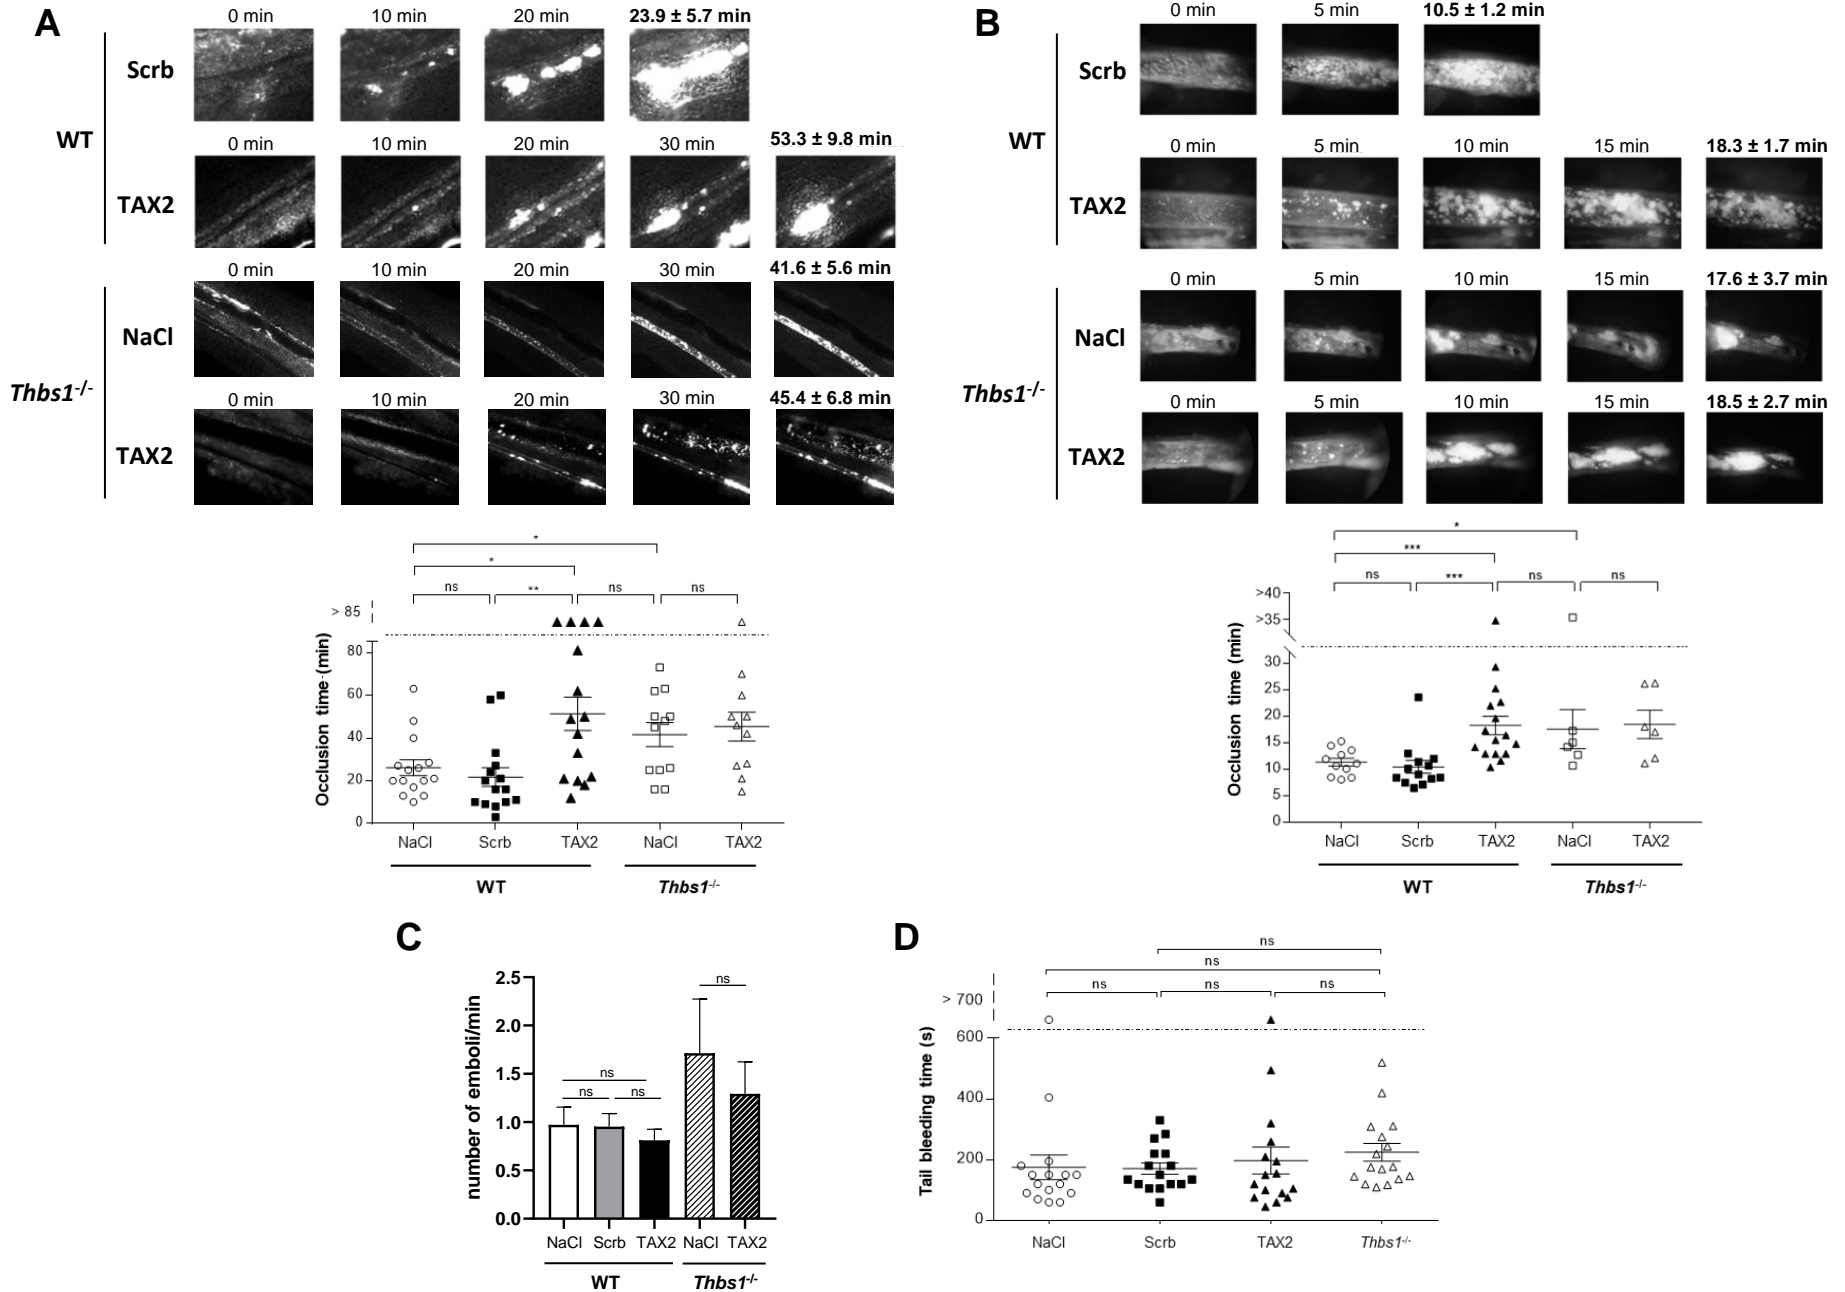 A
0 min 10 min 20 min 23.9 ± 5.7 min
Scrb
WT
0 min 10 min 20 min 30 min 53.3 ± 9.8 min
TAX2
0 min 10 min 20 min 30 min 41.6 ± 5.6 min
NaCl
Thbs1-/-
0 min 10 min 20 min 30 min 45.4 ± 6.8 min
TAX2
*
*
ns ** ns ns
> 85
80
60
40
20
0
Occlusion time (min)
NaCl Scrb TAX2 NaCl TAX2
WT Thbs1-/-
B
0 min 5 min 10.5 ± 1.2 min
Scrb
WT
0 min 5 min 10 min 15 min 18.3 ± 1.7 min
TAX2
0 min 5 min 10 min 15 min 17.6 ± 3.7 min
NaCl
Thbs1-/-
0 min 5 min 10 min 15 min 18.5 ± 2.7 min
TAX2
*
***
ns *** ns ns
>40
>35
30
25
20
15
10
5
0
Occlusion time (min)
NaCl Scrb TAX2 NaCl TAX2
WT Thbs1-/-
C
2.5
2.0
1.5
1.0
0.5
0.0
number of emboli/min
ns
ns
ns ns
NaCl Scrb TAX2 NaCl TAX2
WT Thbs1-/-
D
ns
ns
ns ns ns
> 700
600
400
200
0
Tail bleeding time (s)
NaCl Scrb TAX2 Thbs1-/-